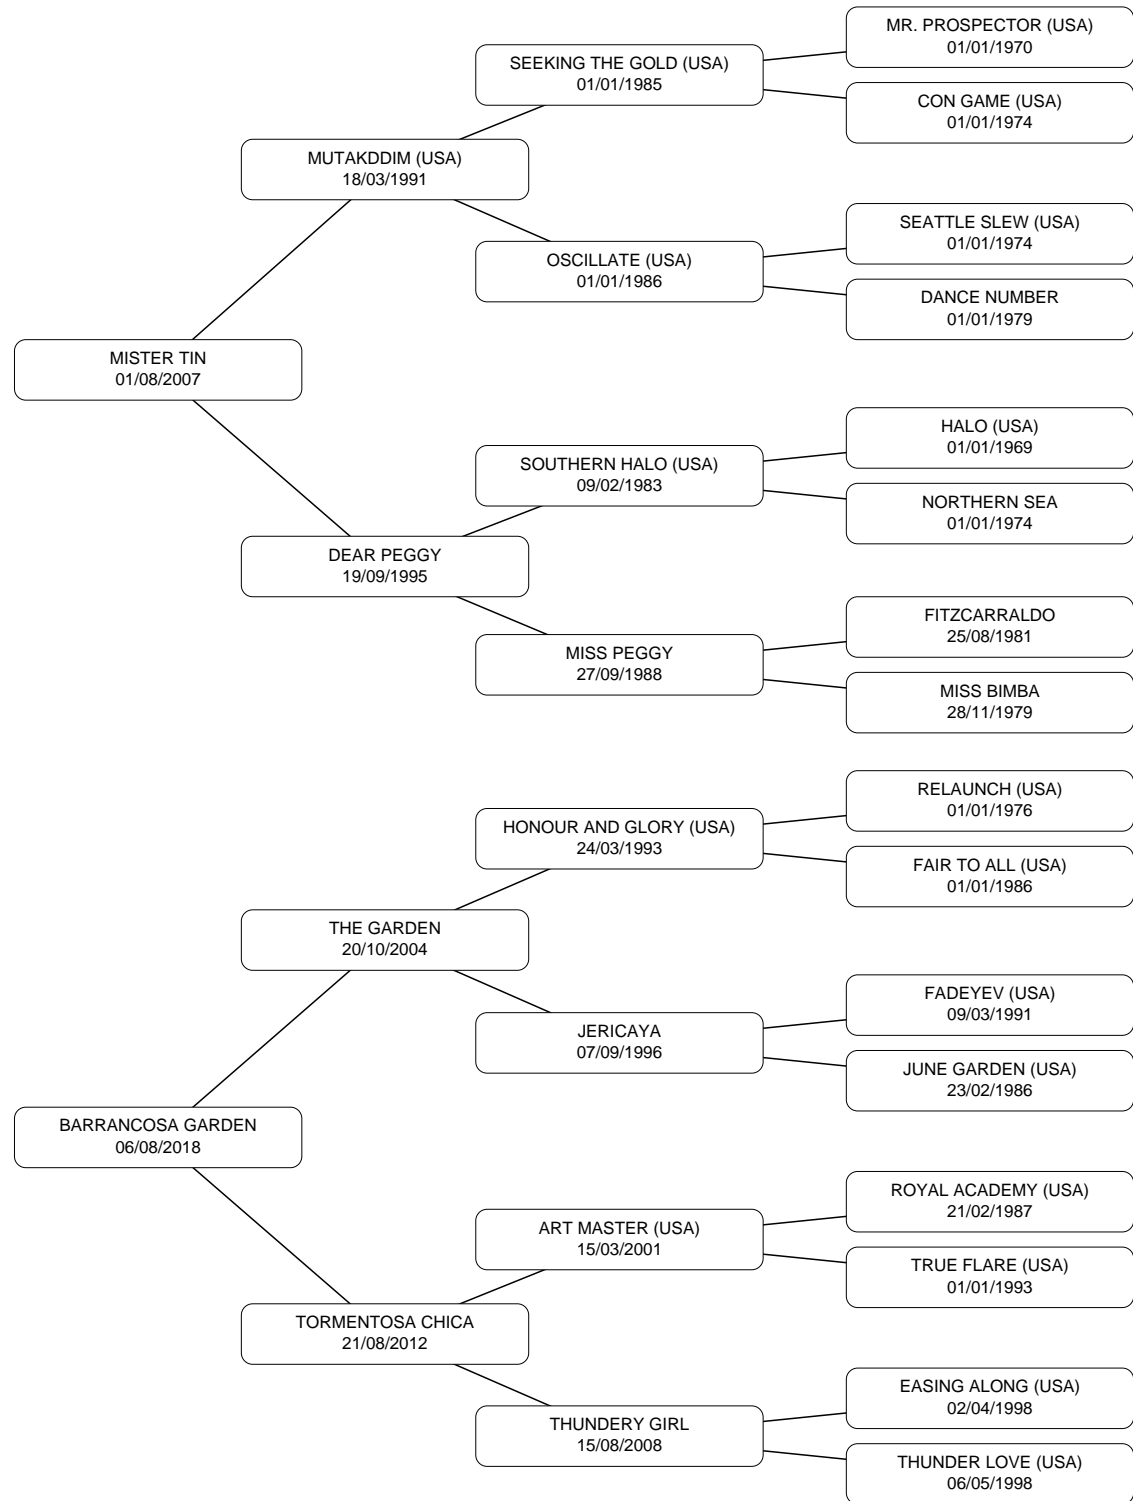 MR. PROSPECTOR (USA)
01/01/1970
SEEKING THE GOLD (USA)
01/01/1985
CON GAME (USA)
01/01/1974
MUTAKDDIM (USA)
18/03/1991
SEATTLE SLEW (USA)
01/01/1974
OSCILLATE (USA)
01/01/1986
DANCE NUMBER
01/01/1979
MISTER TIN
01/08/2007
HALO (USA)
01/01/1969
SOUTHERN HALO (USA)
09/02/1983
NORTHERN SEA
01/01/1974
DEAR PEGGY
19/09/1995
FITZCARRALDO
25/08/1981
MISS PEGGY
27/09/1988
MISS BIMBA
28/11/1979
RELAUNCH (USA)
01/01/1976
HONOUR AND GLORY (USA)
24/03/1993
FAIR TO ALL (USA)
01/01/1986
THE GARDEN
20/10/2004
FADEYEV (USA)
09/03/1991
JERICAYA
07/09/1996
JUNE GARDEN (USA)
23/02/1986
BARRANCOSA GARDEN
06/08/2018
ROYAL ACADEMY (USA)
21/02/1987
ART MASTER (USA)
15/03/2001
TRUE FLARE (USA)
01/01/1993
TORMENTOSA CHICA
21/08/2012
EASING ALONG (USA)
02/04/1998
THUNDERY GIRL
15/08/2008
THUNDER LOVE (USA)
06/05/1998